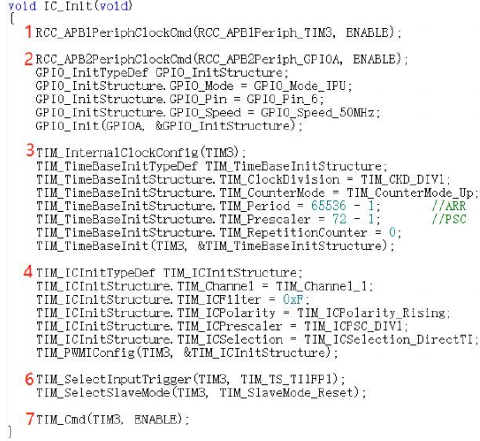 void IC_Init(void)
{
1 RCC_APB1PeriphClockCmd(RCC_APB1Periph_TIM3, ENABLE);
2 RCC_APB2PeriphClockCmd(RCC_APB2Periph_GPIOA, ENABLE);
GPIO_InitTypeDef GPIO_InitStructure;
GPIO_InitStructure.GPIO_Mode = GPIO_Mode_IPU;
GPIO_InitStructure.GPIO_Pin = GPIO_Pin_6;
GPIO_InitStructure.GPIO_Speed = GPIO_Speed_50MHz;
GPIO_Init(GPIOA, &GPIO_InitStructure);
3 TIM_InternalClockConfig(TIM3);
TIM_TimeBaseInitTypeDef TIM_TimeBaseInitStructure;
TIM_TimeBaseInitStructure.TIM_ClockDivision = TIM_CKD_DIV1;
TIM_TimeBaseInitStructure.TIM_CounterMode = TIM_CounterMode_Up;
TIM_TimeBaseInitStructure.TIM_Period = 65536 - 1; //ARR
TIM_TimeBaseInitStructure.TIM_Prescaler = 72 - 1; //PSC
TIM_TimeBaseInitStructure.TIM_RepetitionCounter = 0;
TIM_TimeBaseInit(TIM3, &TIM_TimeBaseInitStructure);
4 TIM_ICInitTypeDef TIM_ICInitStructure;
TIM_ICInitStructure.TIM_Channel = TIM_Channel_1;
TIM_ICInitStructure.TIM_ICFilter = 0xF;
TIM_ICInitStructure.TIM_ICPolarity = TIM_ICPolarity_Rising;
TIM_ICInitStructure.TIM_ICPrescaler = TIM_ICPSC_DIV1;
TIM_ICInitStructure.TIM_ICSelection = TIM_ICSelection_DirectTI;
TIM_PWMIConfig(TIM3, &TIM_ICInitStructure);
6 TIM_SelectInputTrigger(TIM3, TIM_TS_TI1FP1);
TIM_SelectSlaveMode(TIM3, TIM_SlaveMode_Reset);
7 TIM_Cmd(TIM3, ENABLE);
}